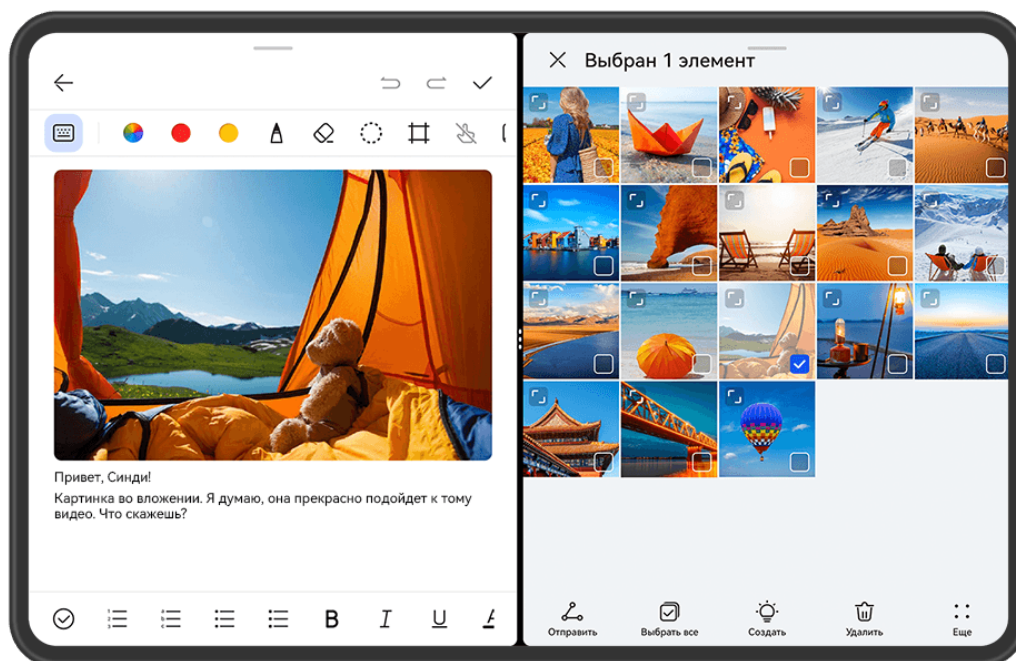 Привет, Синди!
Картинка во вложении. Я думаю, она прекрасно подойдет к тому
видео. Что скажешь?
B I U A
Выбран 1 элемент
Отправить Выбрать все Создать Удалить Еще